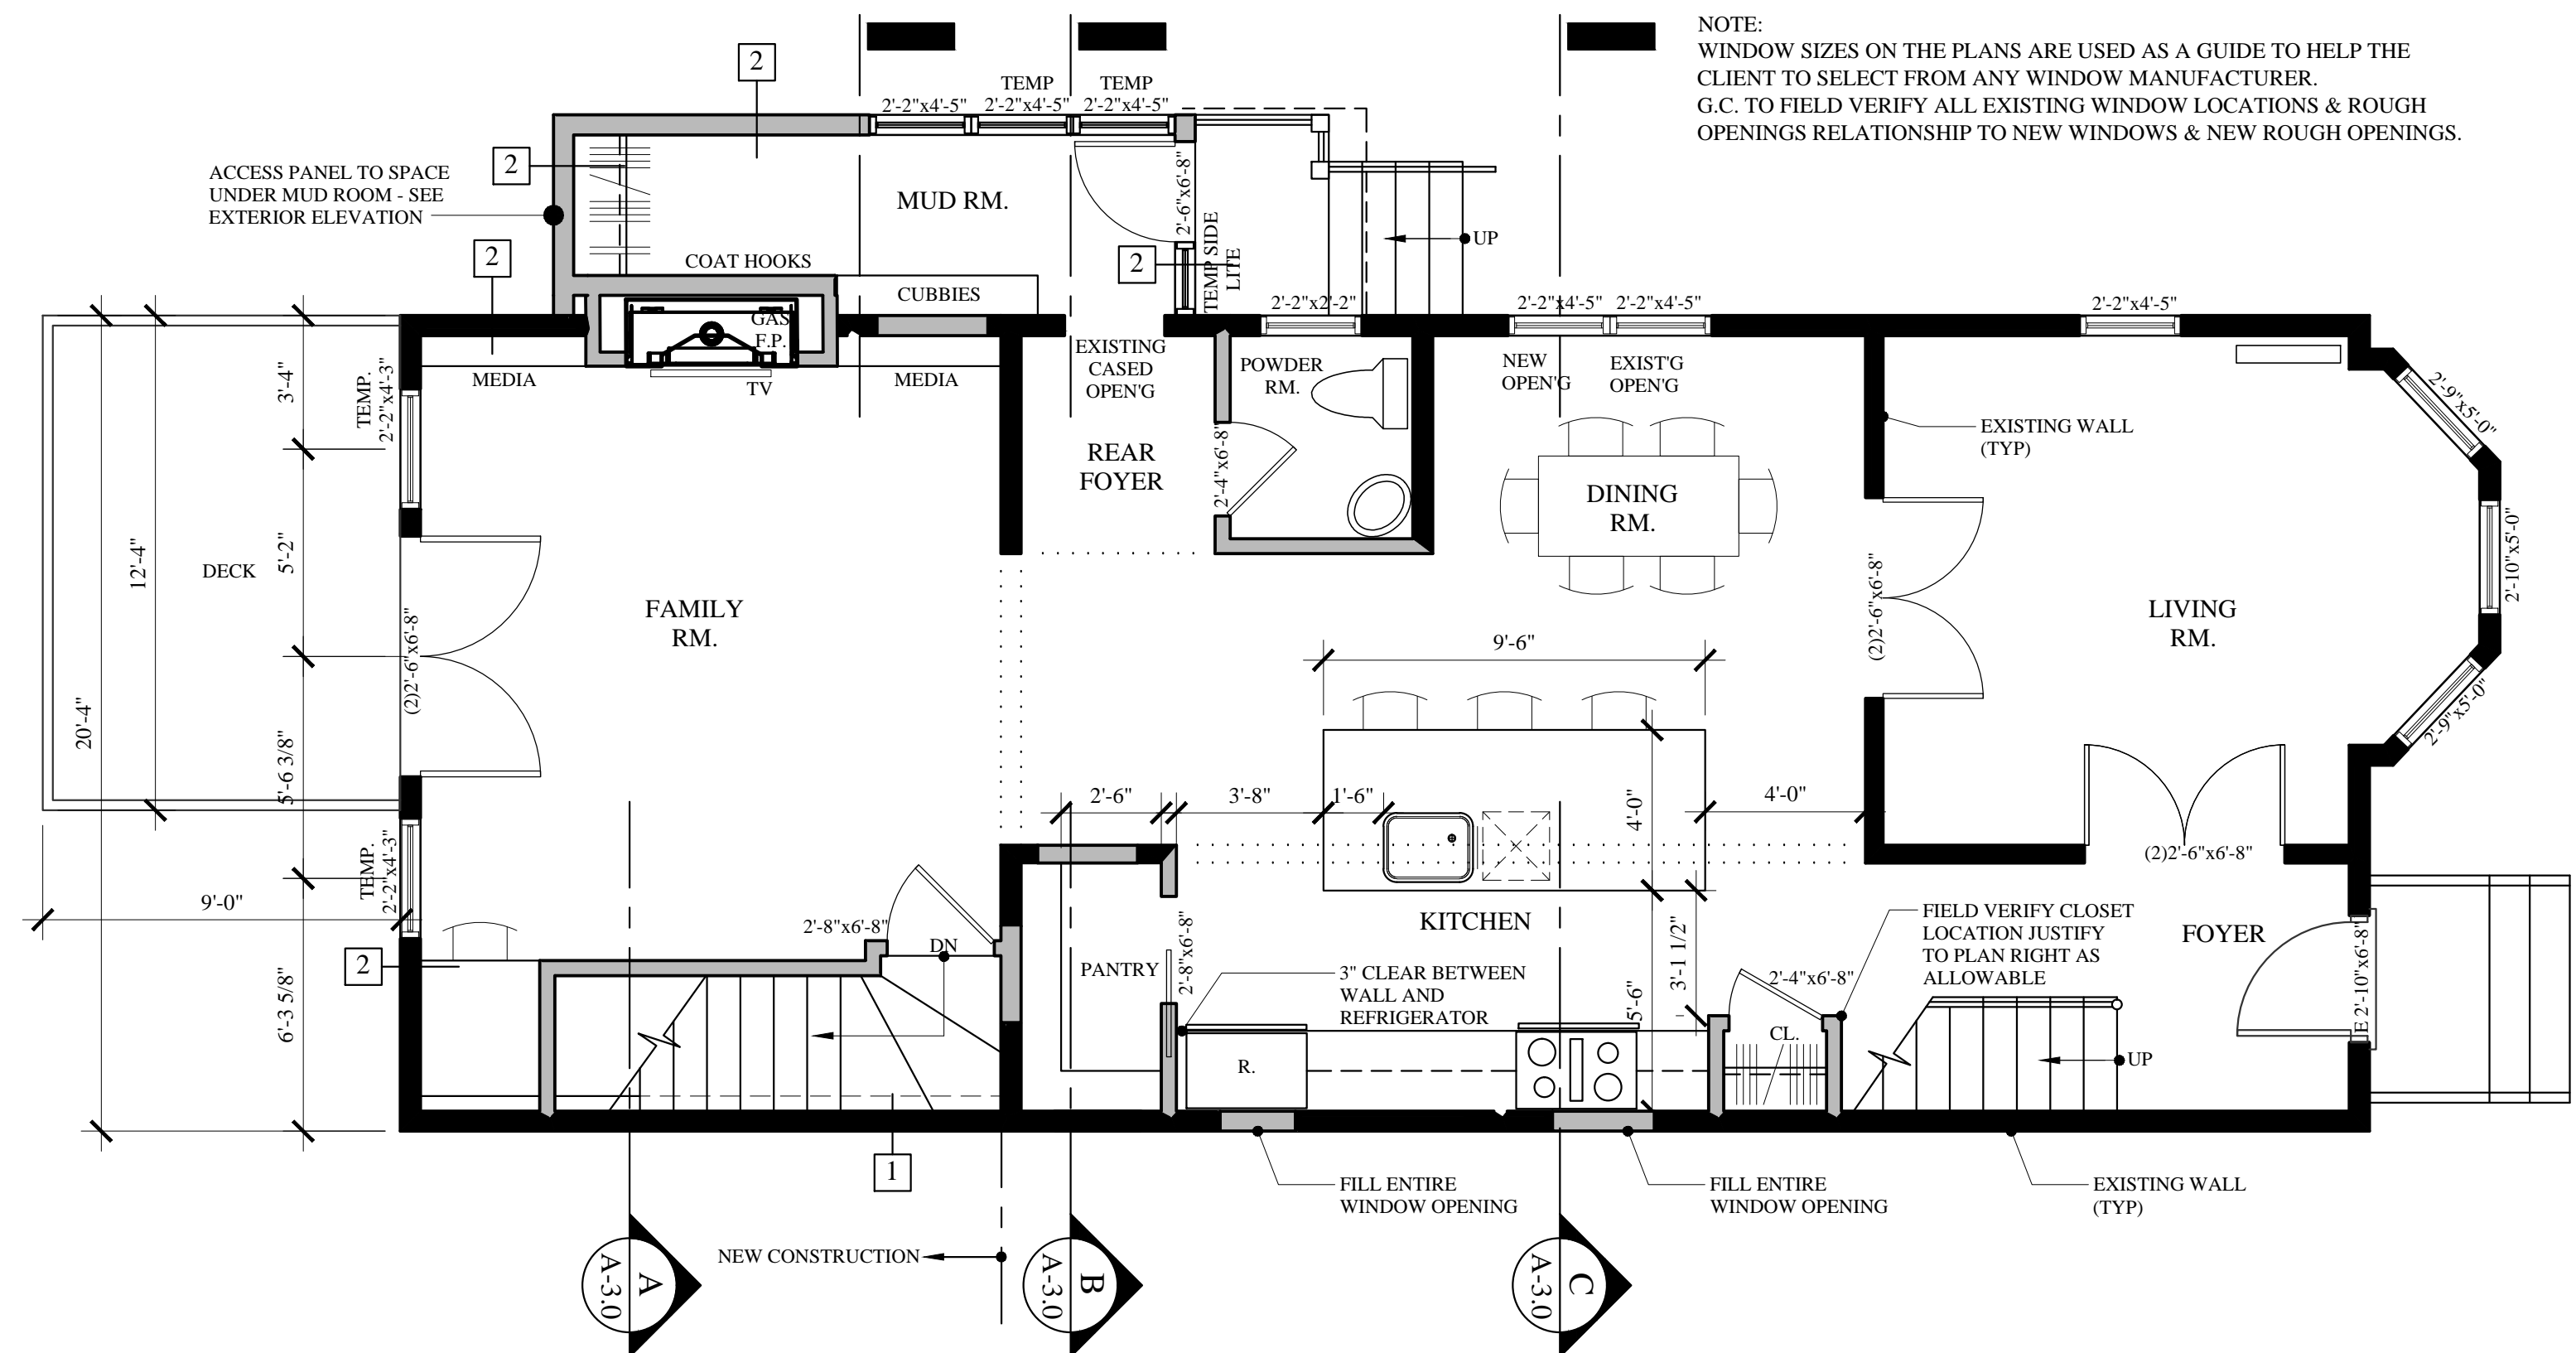 NOTE:
WINDOW SIZES ON THE PLANS ARE USED AS A GUIDE TO HELP THE
CLIENT TO SELECT FROM ANY WINDOW MANUFACTURER.
G.C. TO FIELD VERIFY ALL EXISTING WINDOW LOCATIONS & ROUGH
OPENINGS RELATIONSHIP TO NEW WINDOWS & NEW ROUGH OPENINGS.
2
TEMP
TEMP
2'-2"x4'-5"
2'-2"x4'-5"
2'-2"x4'-5"
2
ACCESS PANEL TO SPACE
UNDER MUD ROOM - SEE
EXTERIOR ELEVATION
MUD RM.
2'-6"x6'-8"
TEMP SIDE
LITE
2
UP
2
COAT HOOKS
CUBBIES
GAS
F.P.
TV
MEDIA
MEDIA
EXISTING
CASED
OPEN'G
2'-2"x2'-2"
POWDER
RM.
2'-4"x6'-8"
REAR
FOYER
2'-2"x4'-5"
2'-2"x4'-5"
NEW
OPEN'G
EXIST'G
OPEN'G
2'-2"x4'-5"
EXISTING WALL
(TYP)
2'-9"x5'-0"
2'-10"x5'-0"
2'-9"x5'-0"
DINING
RM.
(2)2'-6"x6'-8"
LIVING
RM.
(2)2'-6"x6'-8"
3'-4"
TEMP.
2'-2"x4'-3"
5'-2"
12'-4"
DECK
20'-4"
(2)2'-6"x6'-8"
5'-6 3/8"
TEMP.
2'-2"x4'-3"
9'-0"
6'-3 5/8"
FAMILY
RM.
9'-6"
2'-6"
3'-8"
1'-6"
4'-0"
4'-0"
2
2'-8"x6'-8"
DN
PANTRY
2'-8"x6'-8"
KITCHEN
3" CLEAR BETWEEN
WALL AND
REFRIGERATOR
3'-1 1/2"
5'-6"
R.
2'-4"x6'-8"
CL.
FIELD VERIFY CLOSET
LOCATION JUSTIFY
TO PLAN RIGHT AS
ALLOWABLE
FOYER
E 2'-10"x6'-8"
UP
1
FILL ENTIRE
WINDOW OPENING
FILL ENTIRE
WINDOW OPENING
EXISTING WALL
(TYP)
NEW CONSTRUCTION
A
A-3.0
B
A-3.0
C
A-3.0